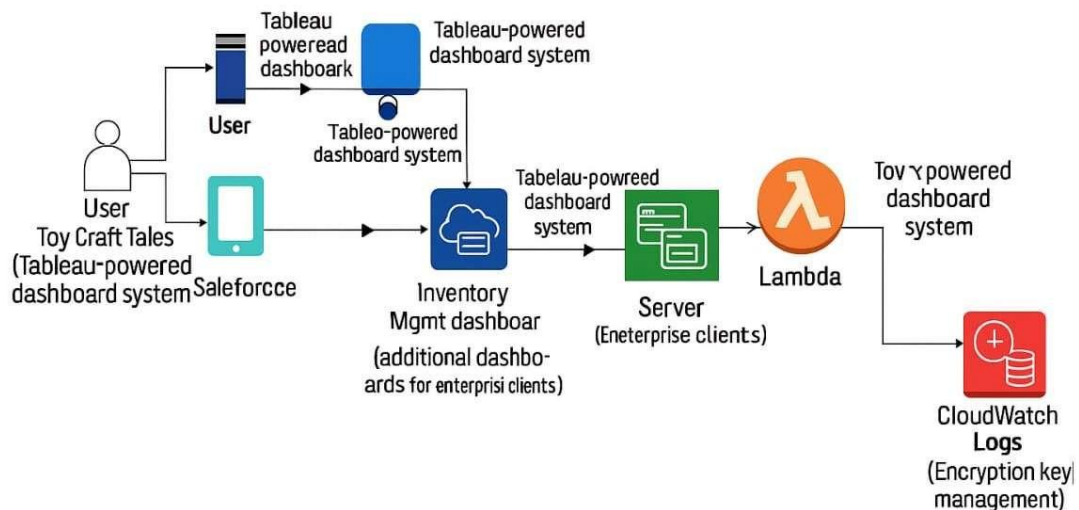 Tableau
poweread
dashboark
Tableau-powered
dashboard system
User
Tableo-powered
dashboard system
User
Toy Craft Tales
(Tableau-powered
dashboard system
Saleforcce
Inventory
Mgmt dashboar
(additional dashbo-
ards for enterprisi clients)
Tabelau-powreed
dashboard
system
Server
(Eneterprise clients)
Lambda
powered
dashboard
system
CloudWatch
Logs
(Encryption key|
management)